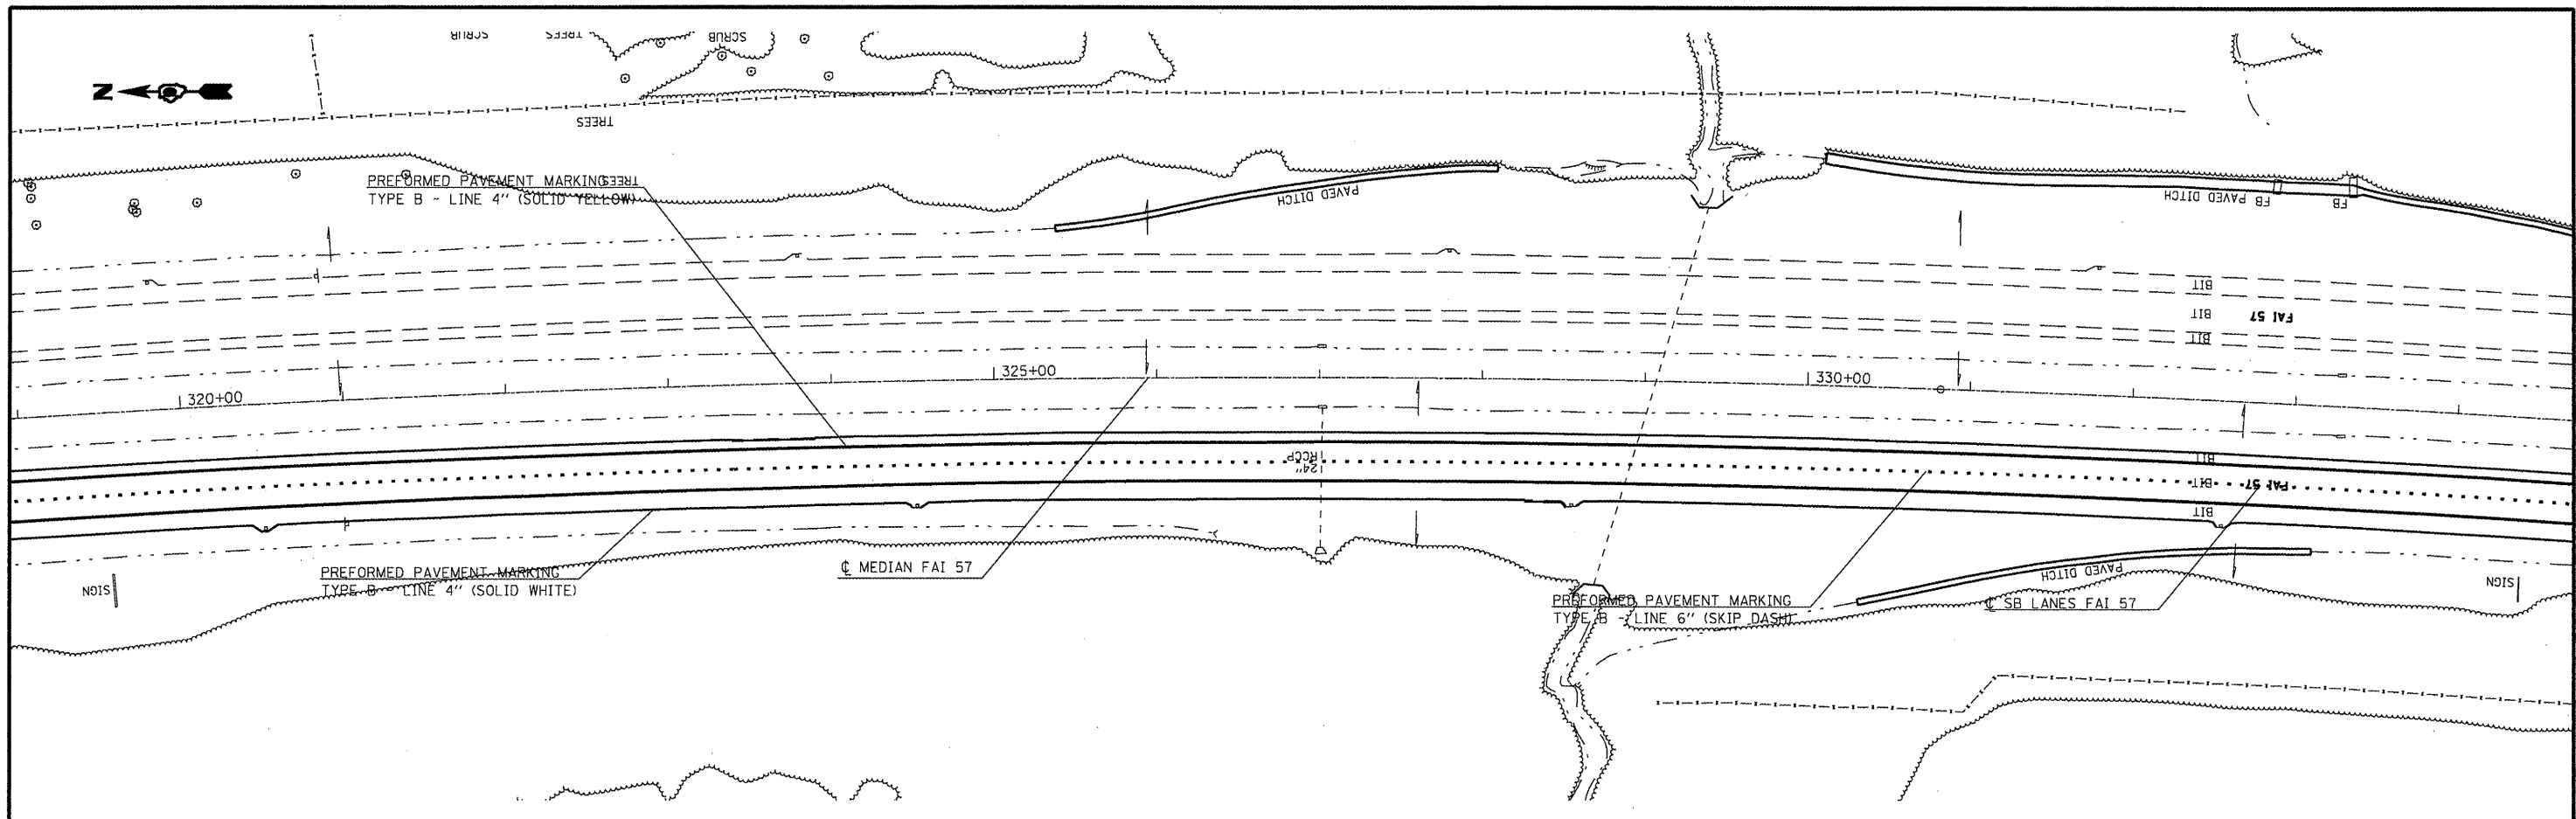 SCRUB
TREES
SCRUB
N
TREES
TREES
PREFORMED PAVEMENT MARKING
TYPE B - LINE 4" (SOLID YELLOW)
PAVED DITCH
FB PAVED DITCH
FB
BIT
BIT
FAI 57
BIT
320+00
325+00
330+00
24"
RCCP
BIT
BIT
FAI 57
BIT
SIGN
PREFORMED PAVEMENT MARKING
TYPE B - LINE 4" (SOLID WHITE)
℄ MEDIAN FAI 57
PREFORMED PAVEMENT MARKING
TYPE B - LINE 6" (SKIP DASH)
PAVED DITCH
℄ SB LANES FAI 57
SIGN